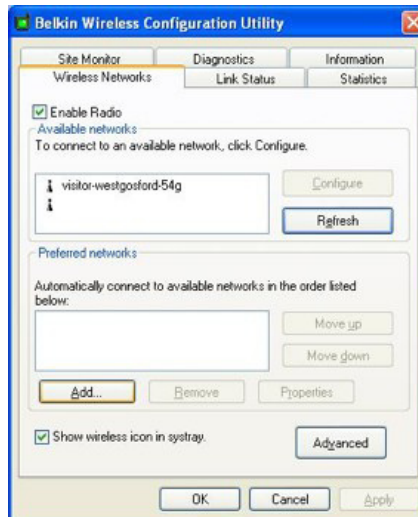 Belkin Wireless Configuration Utility
Site Monitor Diagnostics Information
Wireless Networks Link Status Statistics
Enable Radio
Available networks
To connect to an available network, click Configure.
visitor-westgosford-54g
Configure
Refresh
Preferred networks
Automatically connect to available networks in the order listed
below:
Move up
Move down
Add... Remove Properties
Show wireless icon in systray.
Advanced
OK Cancel Apply